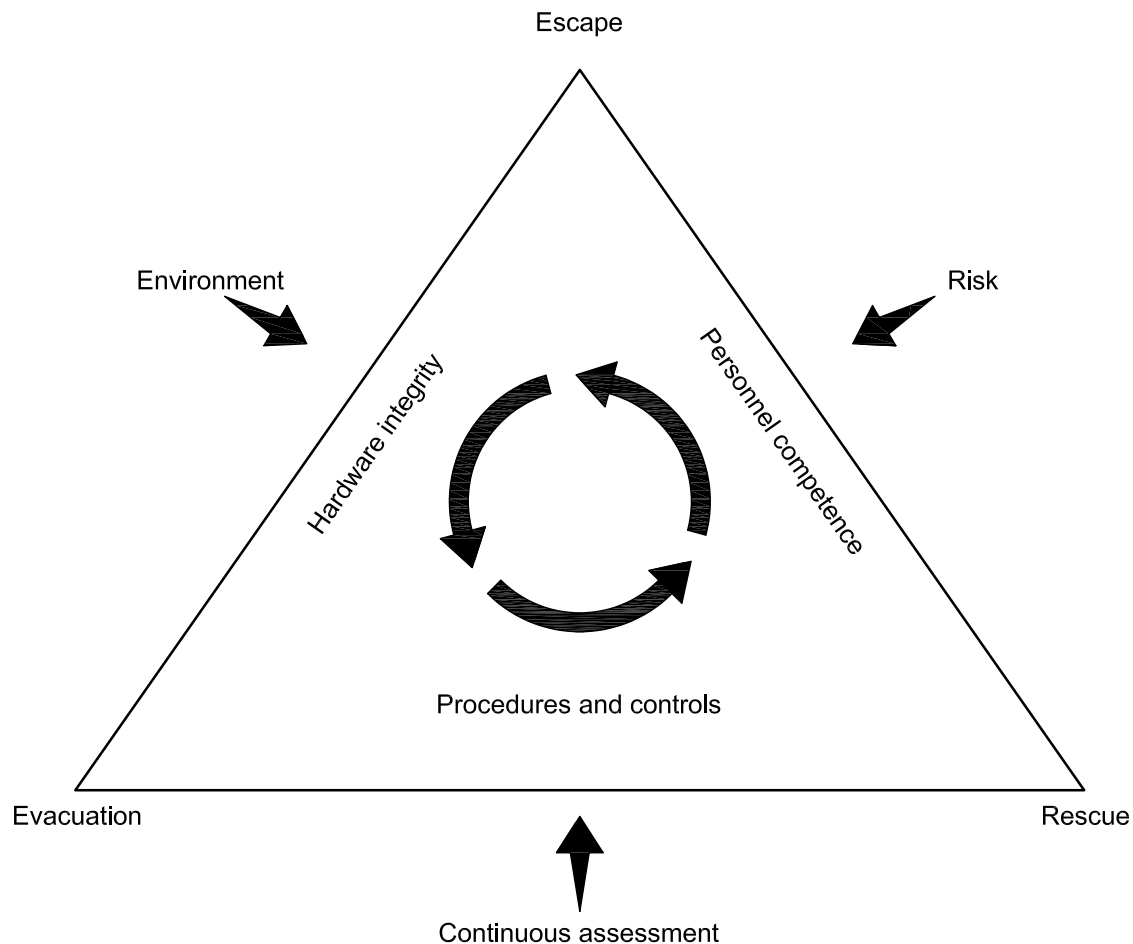 Escape
Environment
Risk
Hardware integrity
Personnel competence
Procedures and controls
Evacuation
Rescue
Continuous assessment